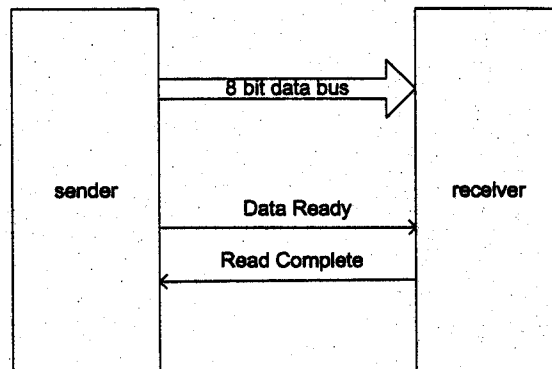 8 bit data bus
sender
receiver
Data Ready
Read Complete